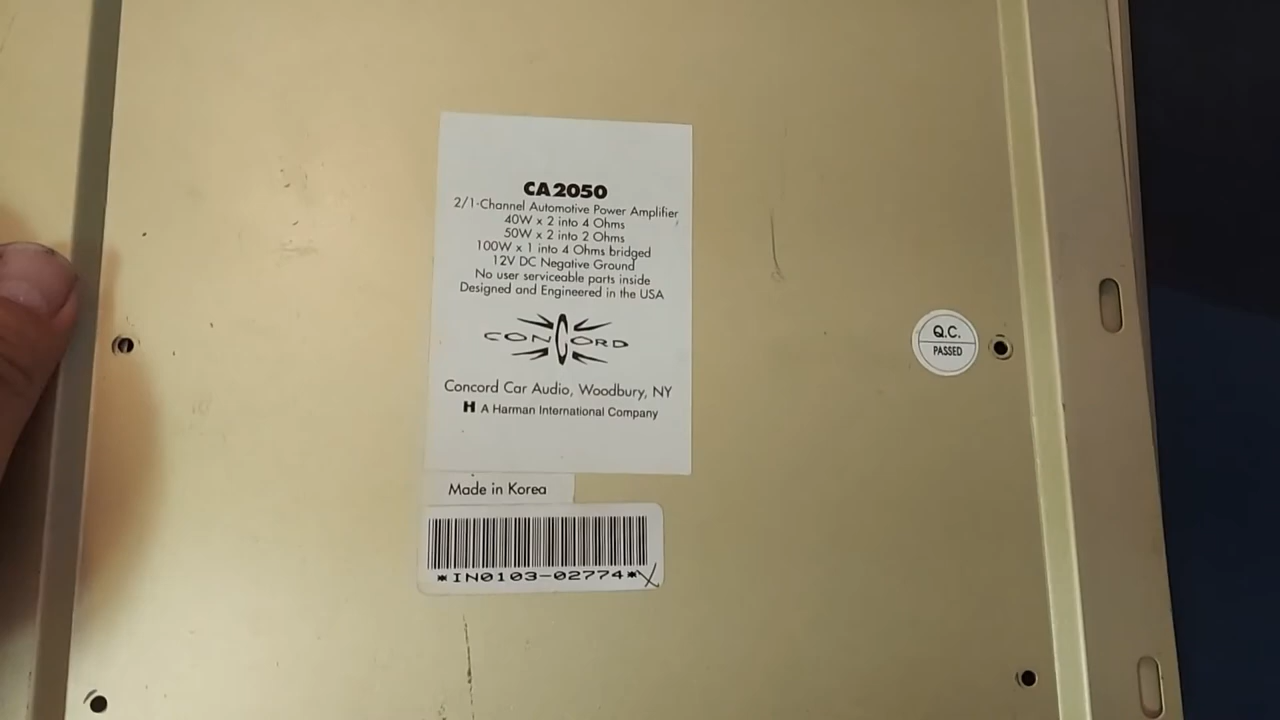 CA2050
2/1-Channel Automotive Power Amplifier
40W x 2 into 4 Ohms
50W x 2 into 2 Ohms
100W x 1 into 4 Ohms bridged
12V DC Negative Ground
No user serviceable parts inside
Designed and Engineered in the USA
CONCORD
Concord Car Audio, Woodbury, NY
H A Harman International Company
Made in Korea
*IN0103-02774*X
Q.C.
PASSED